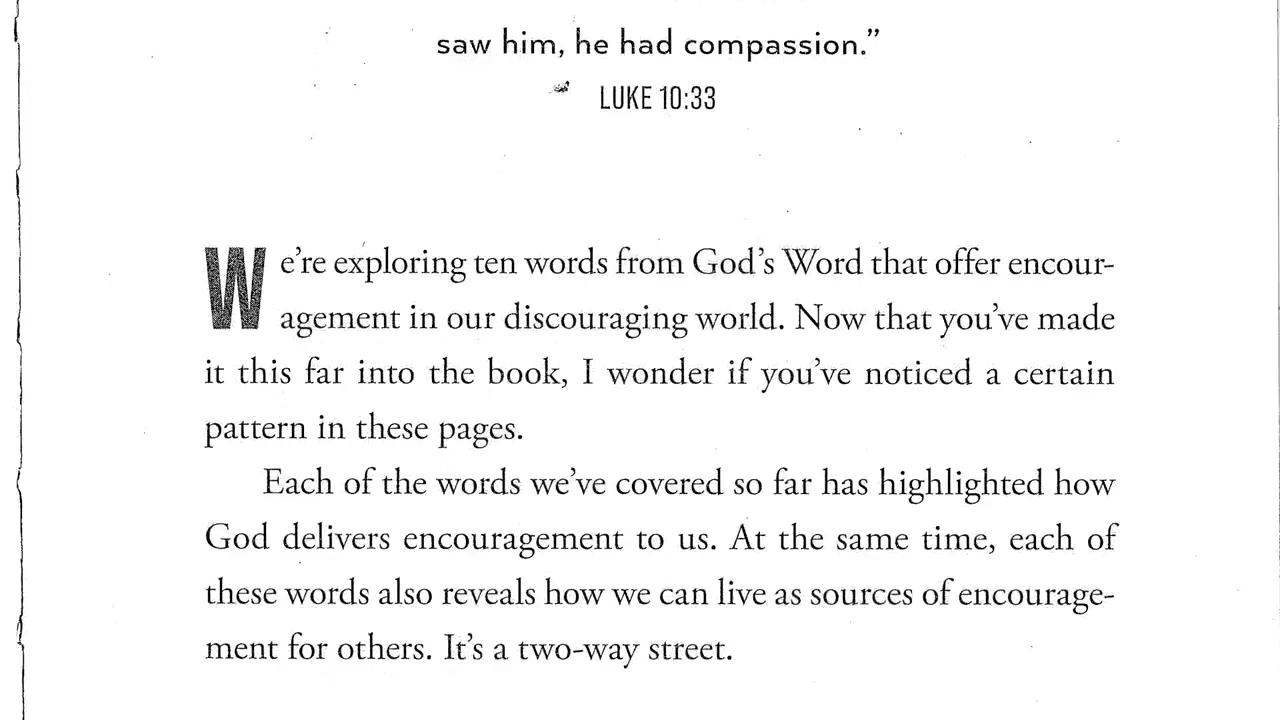 saw him, he had compassion.”
LUKE 10:33
We’re exploring ten words from God’s Word that offer encour-
agement in our discouraging world. Now that you’ve made
it this far into the book, I wonder if you’ve noticed a certain
pattern in these pages.
Each of the words we’ve covered so far has highlighted how
God delivers encouragement to us. At the same time, each of
these words also reveals how we can live as sources of encourage-
ment for others. It’s a two-way street.